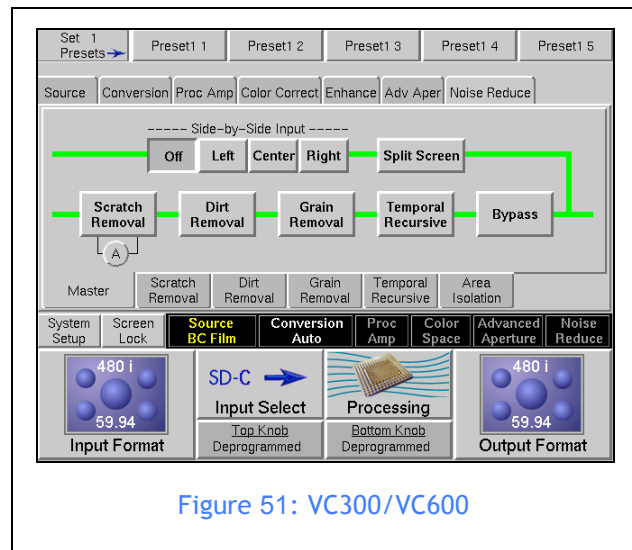 Set 1 Presets Preset1 1 Preset1 2 Preset1 3 Preset1 4 Preset1 5
Source Conversion Proc Amp Color Correct Enhance Adv Aper Noise Reduce
----- Side-by-Side Input -----
Off Left Center Right Split Screen
Scratch Removal Dirt Removal Grain Removal Temporal Recursive Bypass
A
Master Scratch Removal Dirt Removal Grain Removal Temporal Recursive Area Isolation
System Setup Screen Lock Source BC Film Conversion Auto Proc Amp Color Space Advanced Aperture Noise Reduce
480 i
59.94
Input Format
SD-C
Input Select
Top Knob
Deprogrammed
Processing
Bottom Knob
Deprogrammed
480 i
59.94
Output Format
Figure 51: VC300/VC600